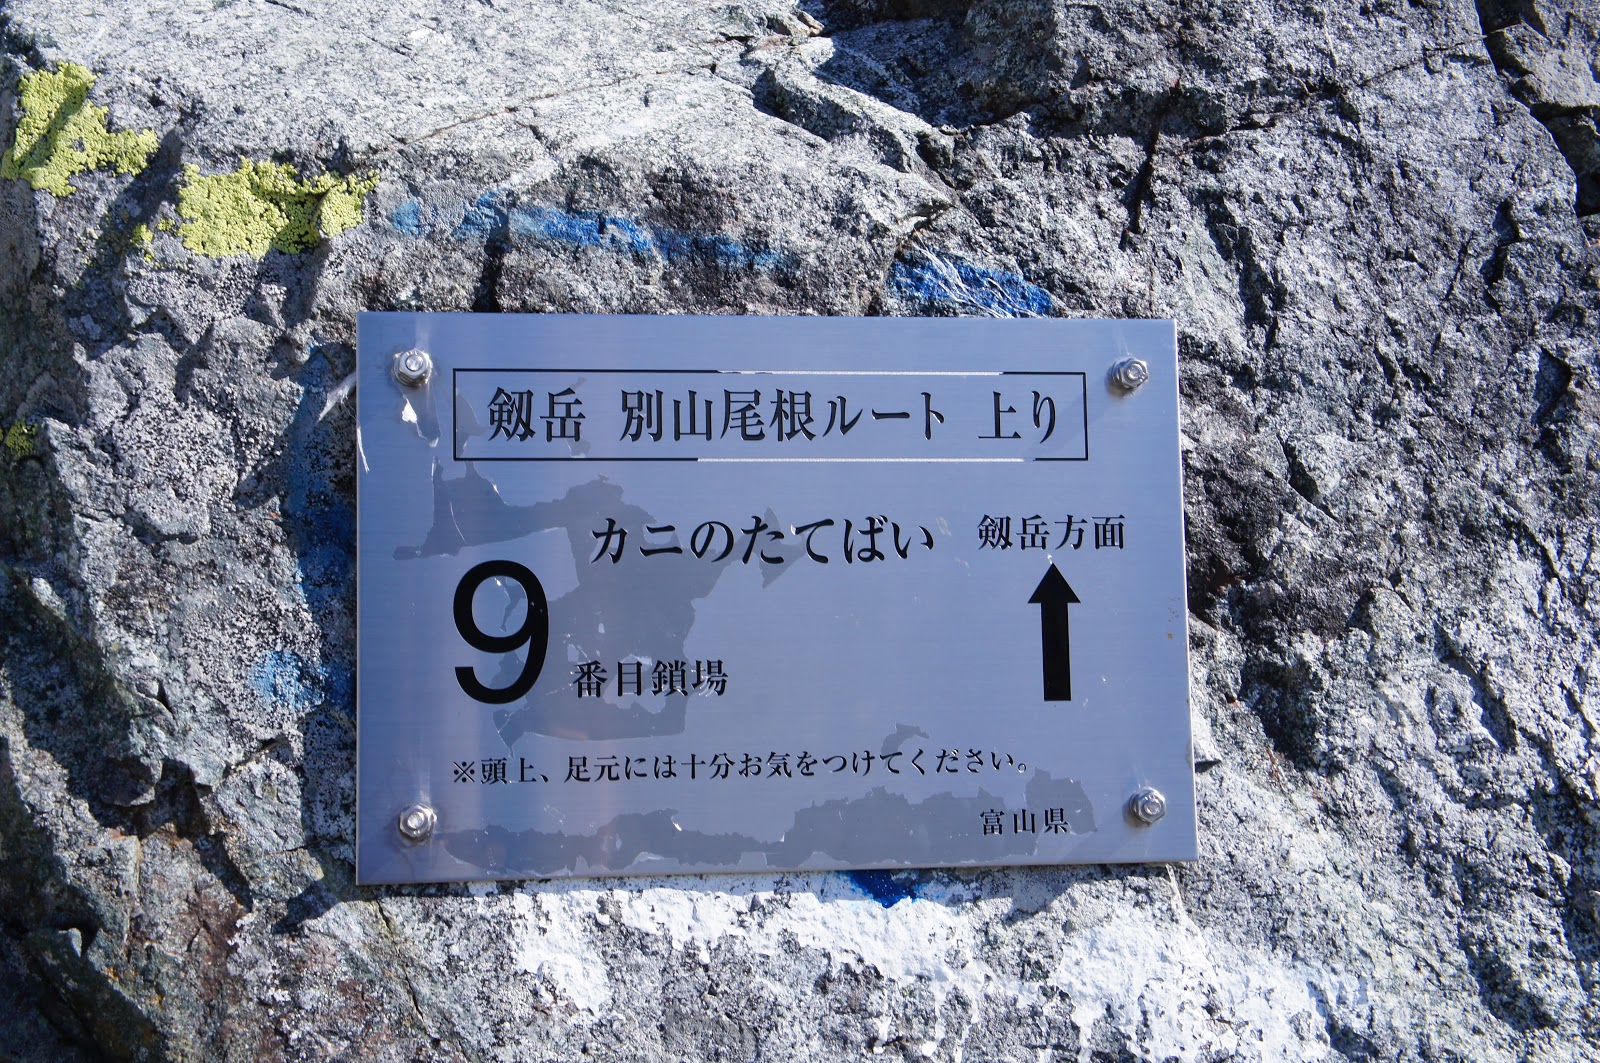 剱岳 別山尾根ルート 上り
カニのたてばい 剱岳方面
9番目鎖場
※頭上、足元には十分お気をつけてください。
富山県